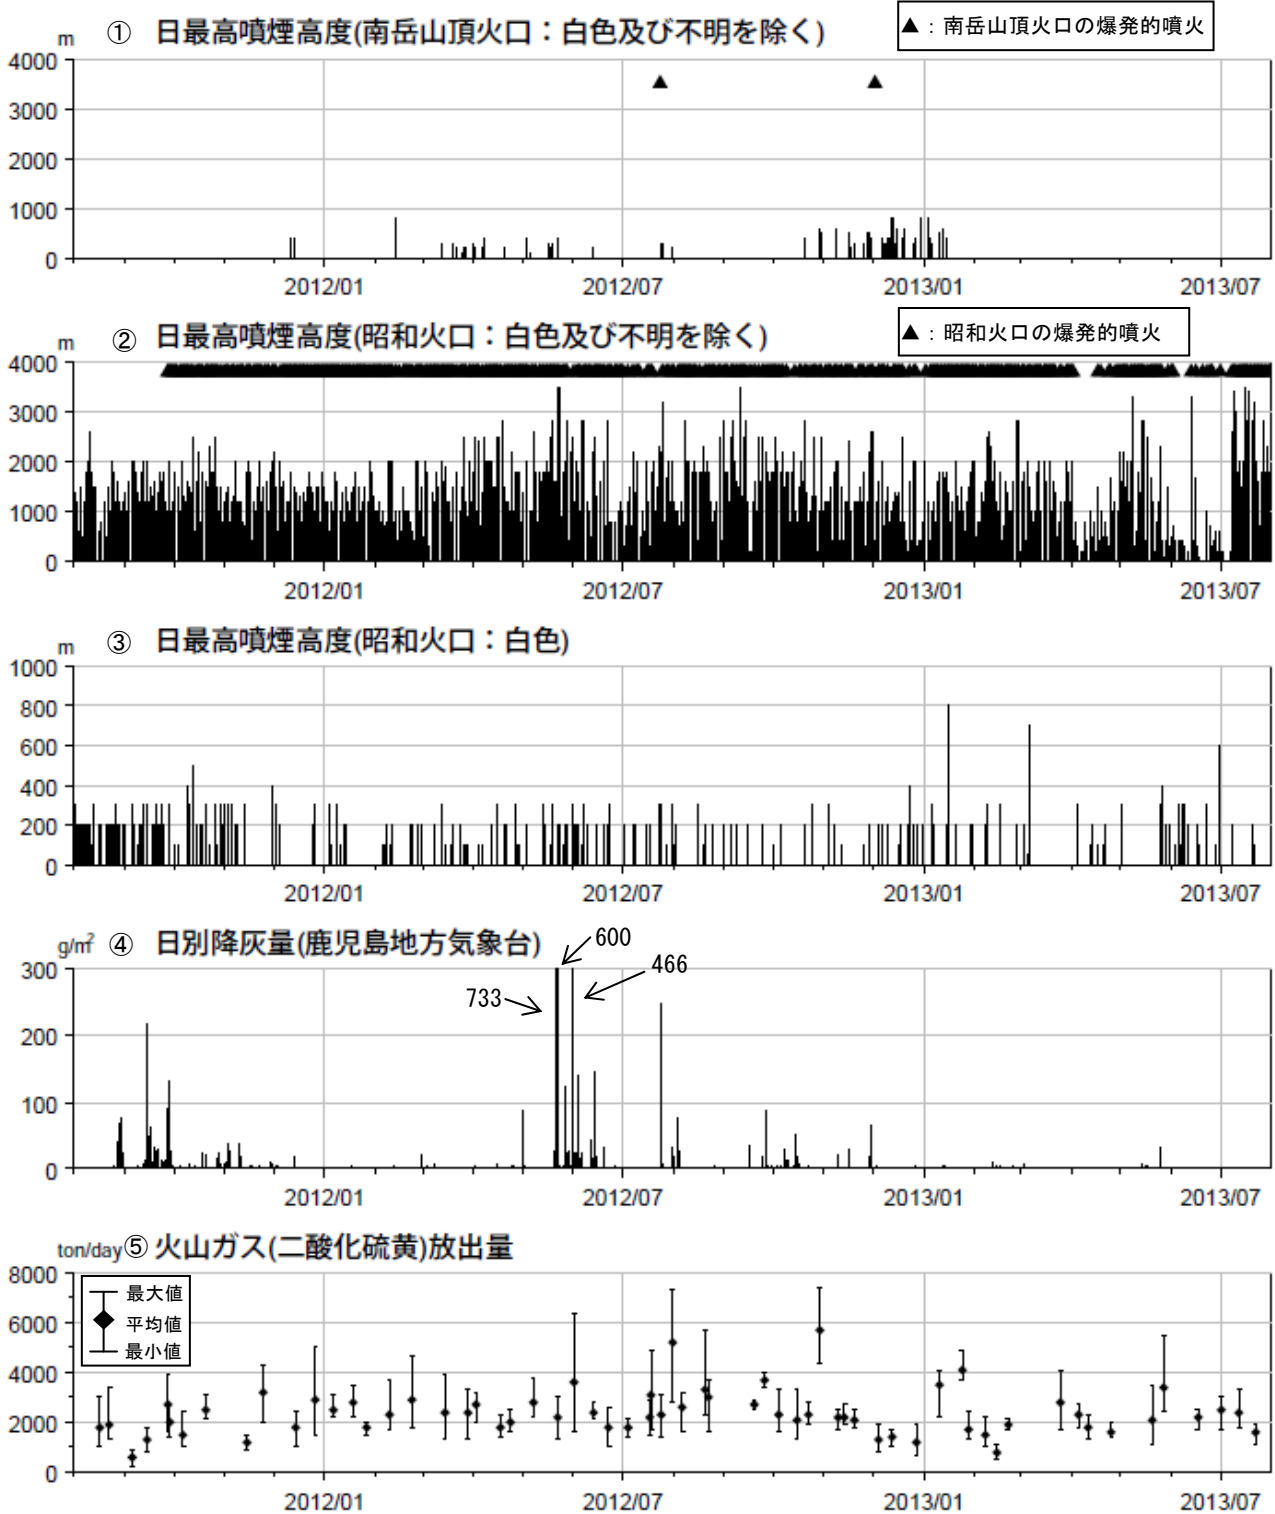 ① 日最高噴煙高度(南岳山頂火口：白色及び不明を除く)
▲：南岳山頂火口の爆発的噴火
m
4000
3000
2000
1000
0
2012/01 2012/07 2013/01 2013/07
② 日最高噴煙高度(昭和火口：白色及び不明を除く)
▲：昭和火口の爆発的噴火
m
4000
3000
2000
1000
0
2012/01 2012/07 2013/01 2013/07
③ 日最高噴煙高度(昭和火口：白色)
m
1000
800
600
400
200
0
2012/01 2012/07 2013/01 2013/07
g/㎡ ④ 日別降灰量(鹿児島地方気象台)
600
466
733
300
200
100
0
2012/01 2012/07 2013/01 2013/07
ton/day ⑤ 火山ガス(二酸化硫黄)放出量
最大値
平均値
最小値
8000
6000
4000
2000
0
2012/01 2012/07 2013/01 2013/07